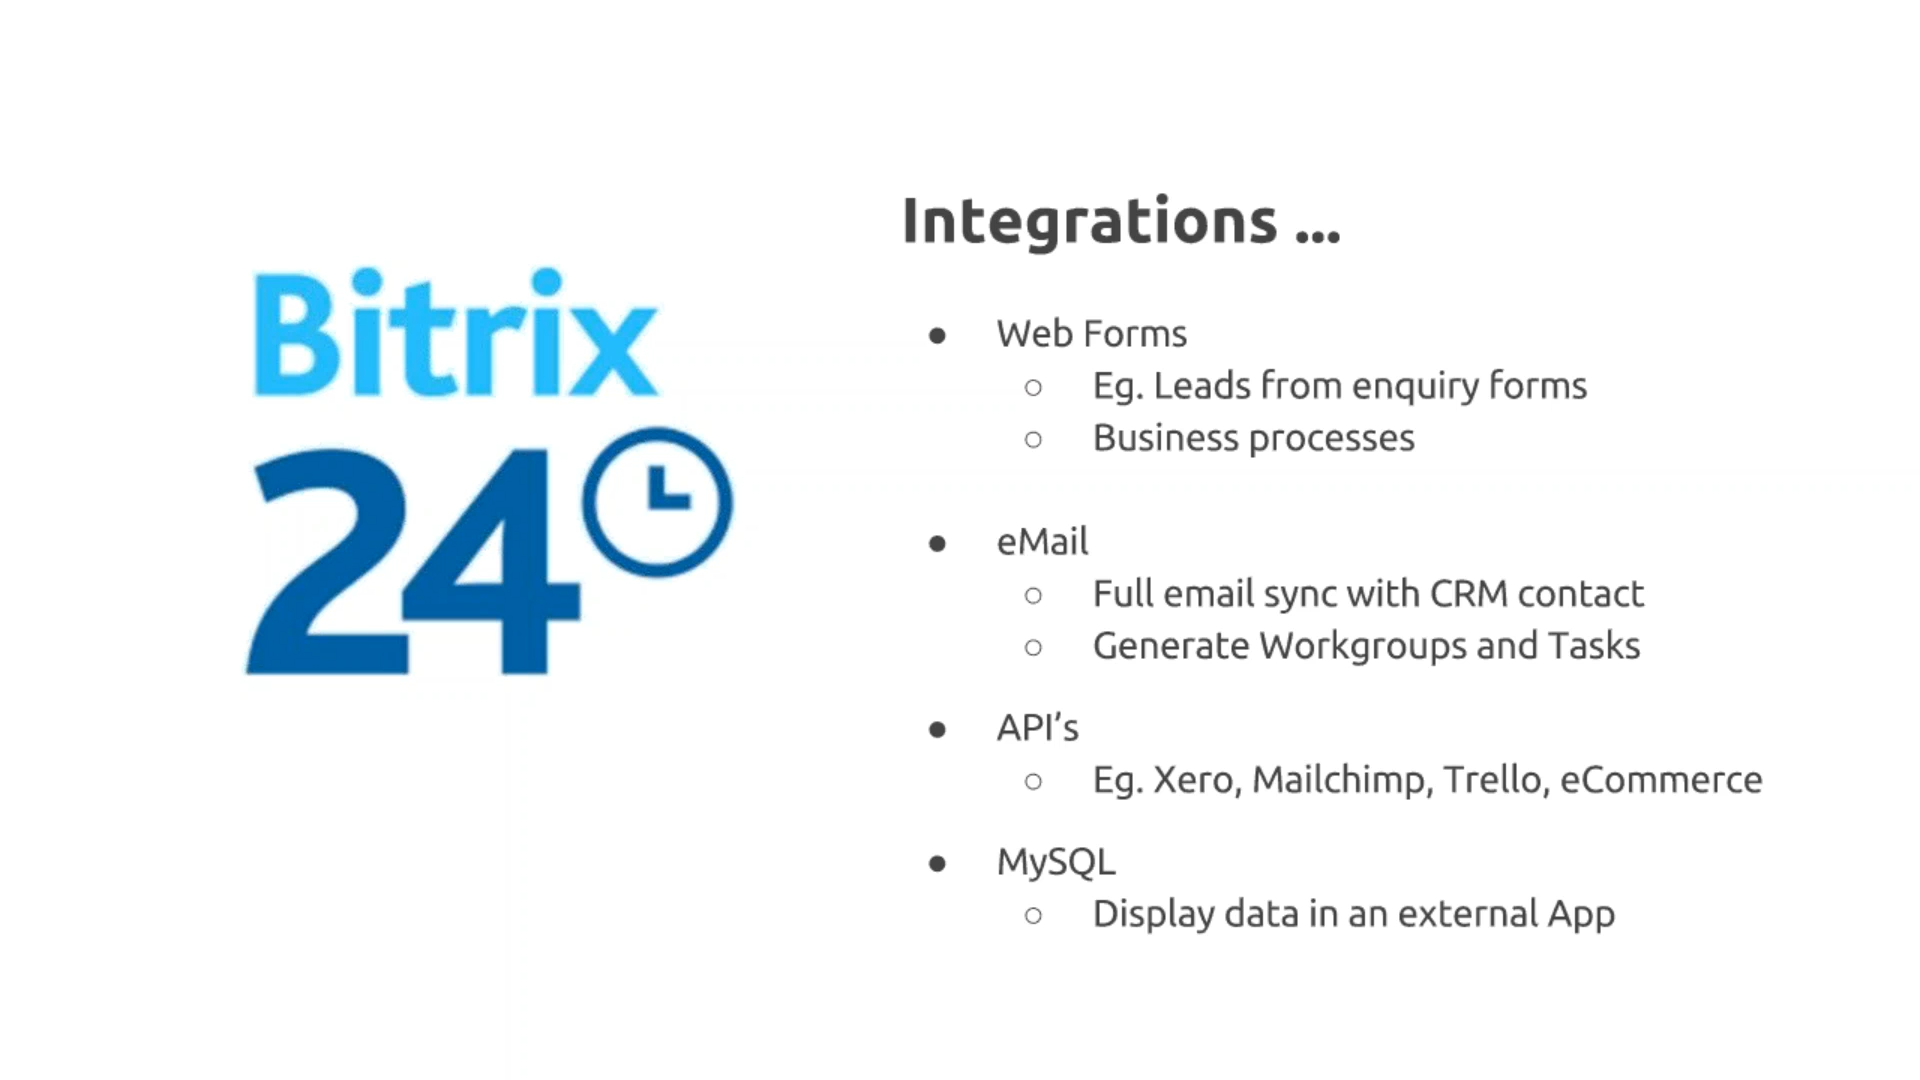 Bitrix
24
Integrations ...
● Web Forms
○ Eg. Leads from enquiry forms
○ Business processes
● eMail
○ Full email sync with CRM contact
○ Generate Workgroups and Tasks
● API’s
○ Eg. Xero, Mailchimp, Trello, eCommerce
● MySQL
○ Display data in an external App